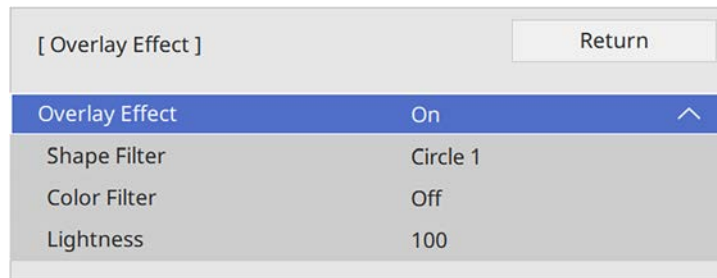 [ Overlay Effect ] Return
Overlay Effect On
Shape Filter Circle 1
Color Filter Off
Lightness 100